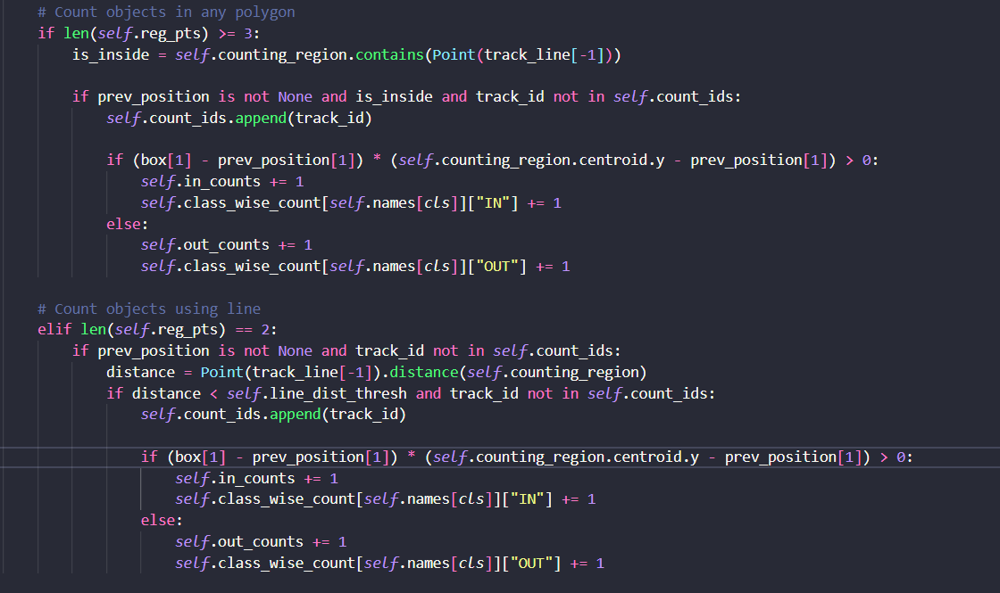 # Count objects in any polygon
if len(self.reg_pts) >= 3:
    is_inside = self.counting_region.contains(Point(track_line[-1]))

    if prev_position is not None and is_inside and track_id not in self.count_ids:
        self.count_ids.append(track_id)

        if (box[1] - prev_position[1]) * (self.counting_region.centroid.y - prev_position[1]) > 0:
            self.in_counts += 1
            self.class_wise_count[self.names[cls]]["IN"] += 1
        else:
            self.out_counts += 1
            self.class_wise_count[self.names[cls]]["OUT"] += 1

# Count objects using line
elif len(self.reg_pts) == 2:
    if prev_position is not None and track_id not in self.count_ids:
        distance = Point(track_line[-1]).distance(self.counting_region)
        if distance < self.line_dist_thresh and track_id not in self.count_ids:
            self.count_ids.append(track_id)

            if (box[1] - prev_position[1]) * (self.counting_region.centroid.y - prev_position[1]) > 0:
                self.in_counts += 1
                self.class_wise_count[self.names[cls]]["IN"] += 1
            else:
                self.out_counts += 1
                self.class_wise_count[self.names[cls]]["OUT"] += 1